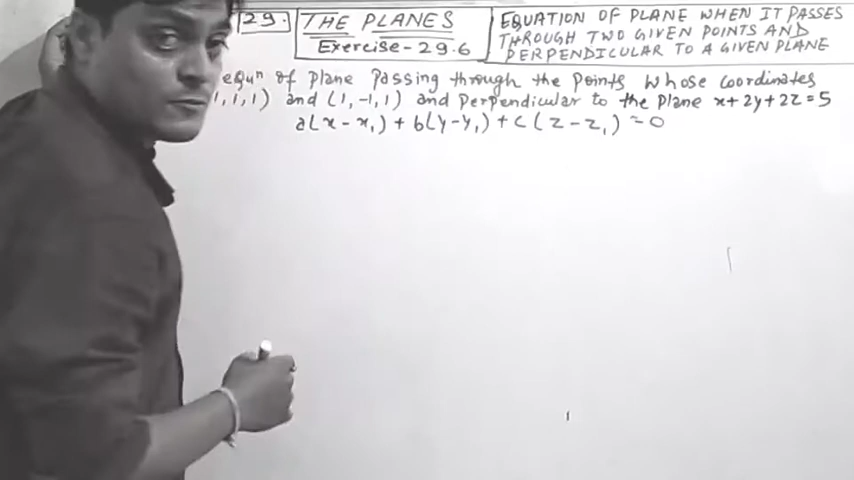 29.
THE PLANES
Exercise-29.6
EQUATION OF PLANE WHEN IT PASSES
THROUGH TWO GIVEN POINTS AND
PERPENDICULAR TO A GIVEN PLANE
equⁿ of plane passing through the points whose coordinates
1, 1, 1) and (1, -1, 1) and perpendicular to the plane x+2y+2z=5
a(x-x₁) + b(y-y₁) + c(z-z₁) = 0